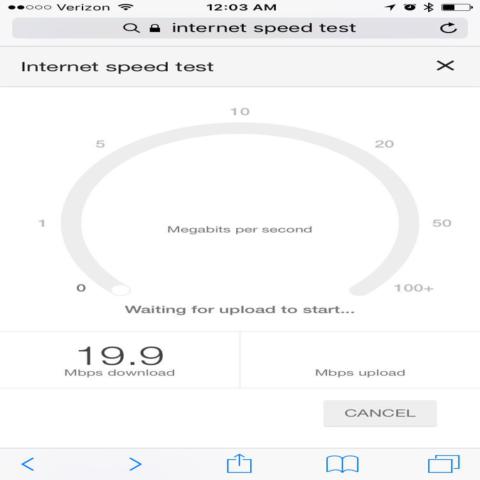 Verizon 12:03 AM
internet speed test
Internet speed test
10
5 20
1 50
Megabits per second
0 100+
Waiting for upload to start...
19.9
Mbps download Mbps upload
CANCEL